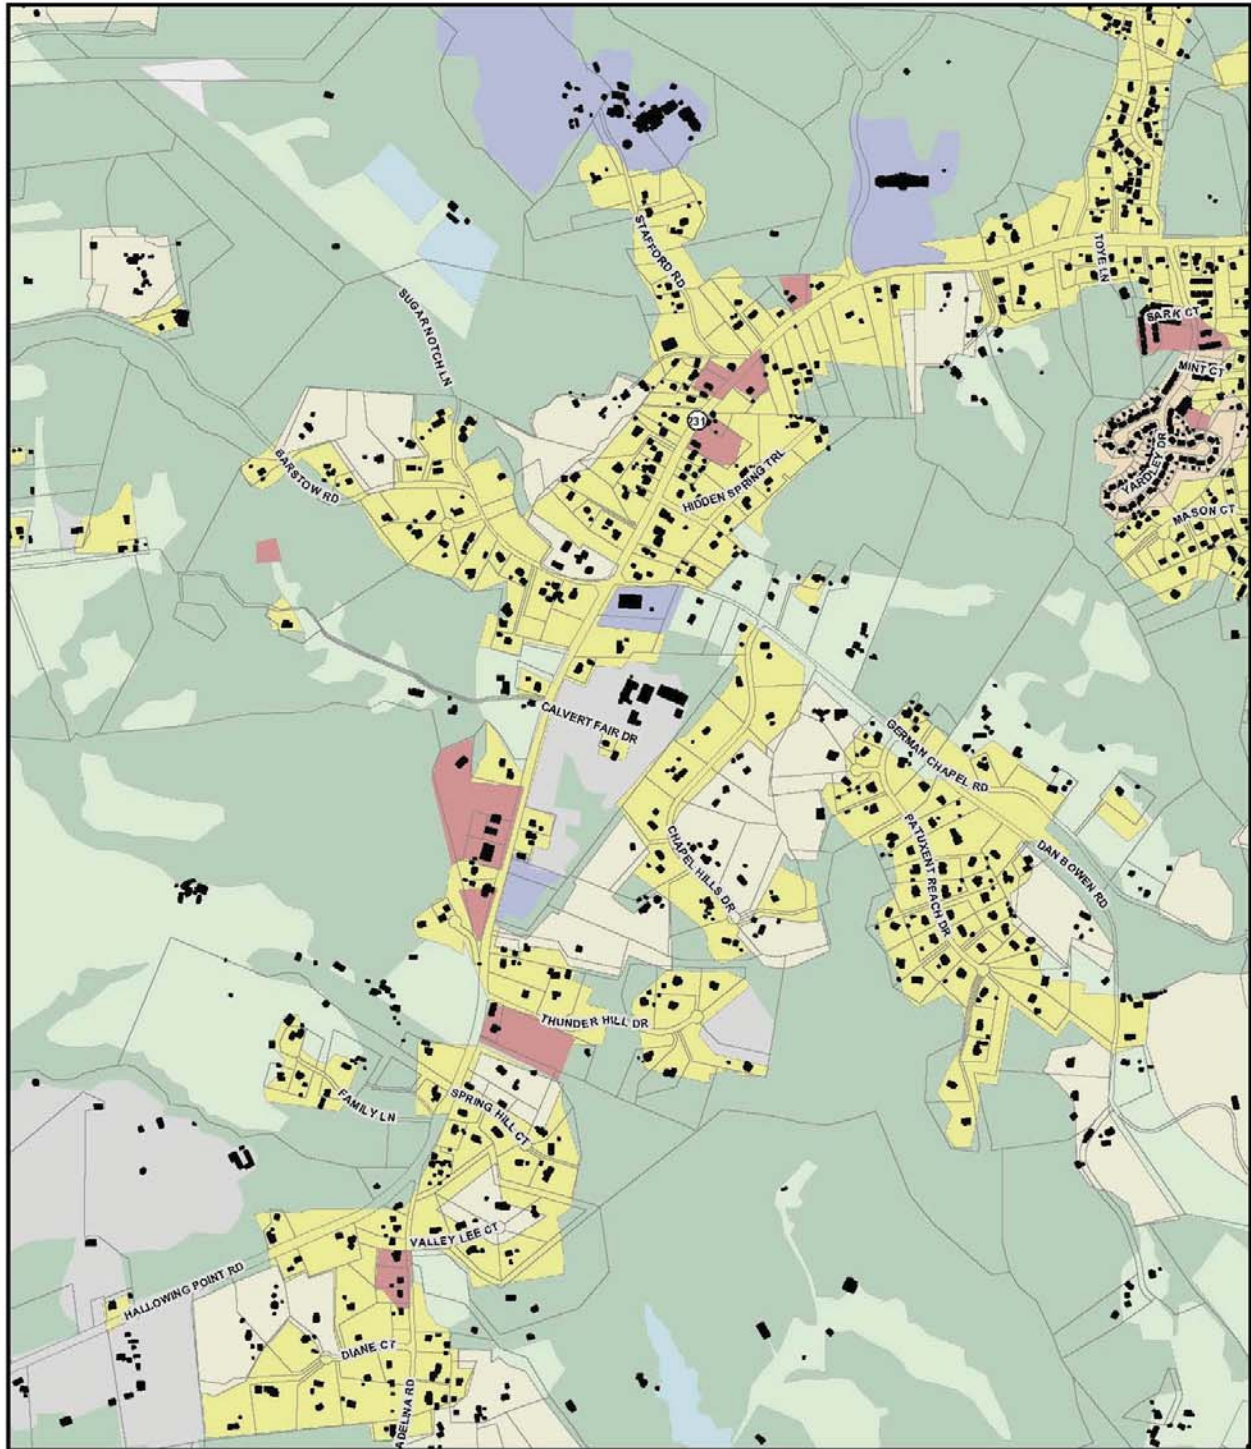 STAFFORD RD
TOYE LN
SUGAR NOTCH LN
SARK CT
MINT CT
231
YARDLEY DR
BARSTOW RD
HIDDEN SPRING TRL
MASON CT
CALVERT FAIR DR
GERMAN CHAPEL RD
CHAPEL HILLS DR
PATUXENT REACH DR
DAN BOWEN RD
THUNDER HILL DR
FAMILY LN
SPRING HILL CT
VALLEY LEE CT
HALLOWING POINT RD
DIANE CT
ADELINA RD